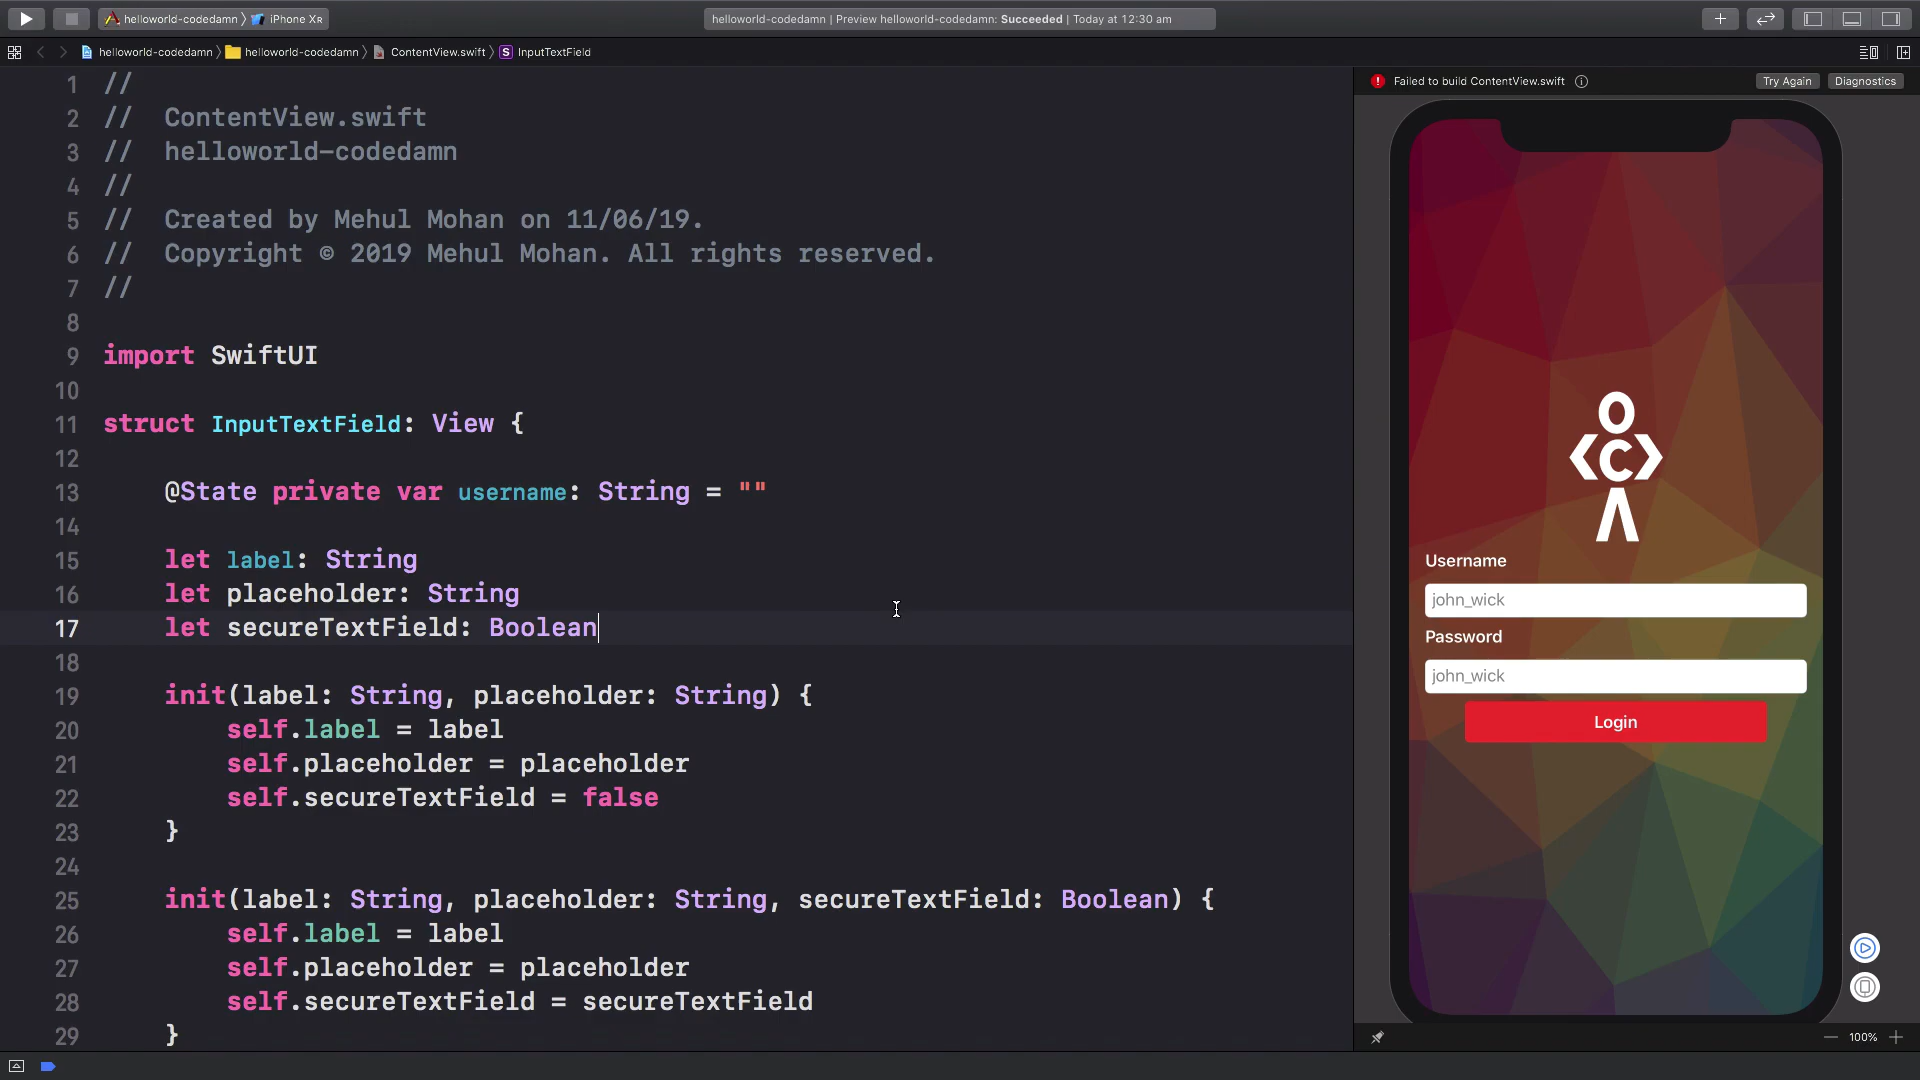 helloworld-codedamn 〉 iPhone Xʀ
helloworld-codedamn | Preview helloworld-codedamn: Succeeded | Today at 12:30 am
helloworld-codedamn 〉 helloworld-codedamn 〉 ContentView.swift 〉 S InputTextField
1 //
2 //  ContentView.swift
3 //  helloworld-codedamn
4 //
5 //  Created by Mehul Mohan on 11/06/19.
6 //  Copyright © 2019 Mehul Mohan. All rights reserved.
7 //
8
9 import SwiftUI
10
11 struct InputTextField: View {
12
13     @State private var username: String = ""
14
15     let label: String
16     let placeholder: String
17     let secureTextField: Boolean
18
19     init(label: String, placeholder: String) {
20         self.label = label
21         self.placeholder = placeholder
22         self.secureTextField = false
23     }
24
25     init(label: String, placeholder: String, secureTextField: Boolean) {
26         self.label = label
27         self.placeholder = placeholder
28         self.secureTextField = secureTextField
29     }
Failed to build ContentView.swift
Try Again
Diagnostics
Username
john_wick
Password
john_wick
Login
100%